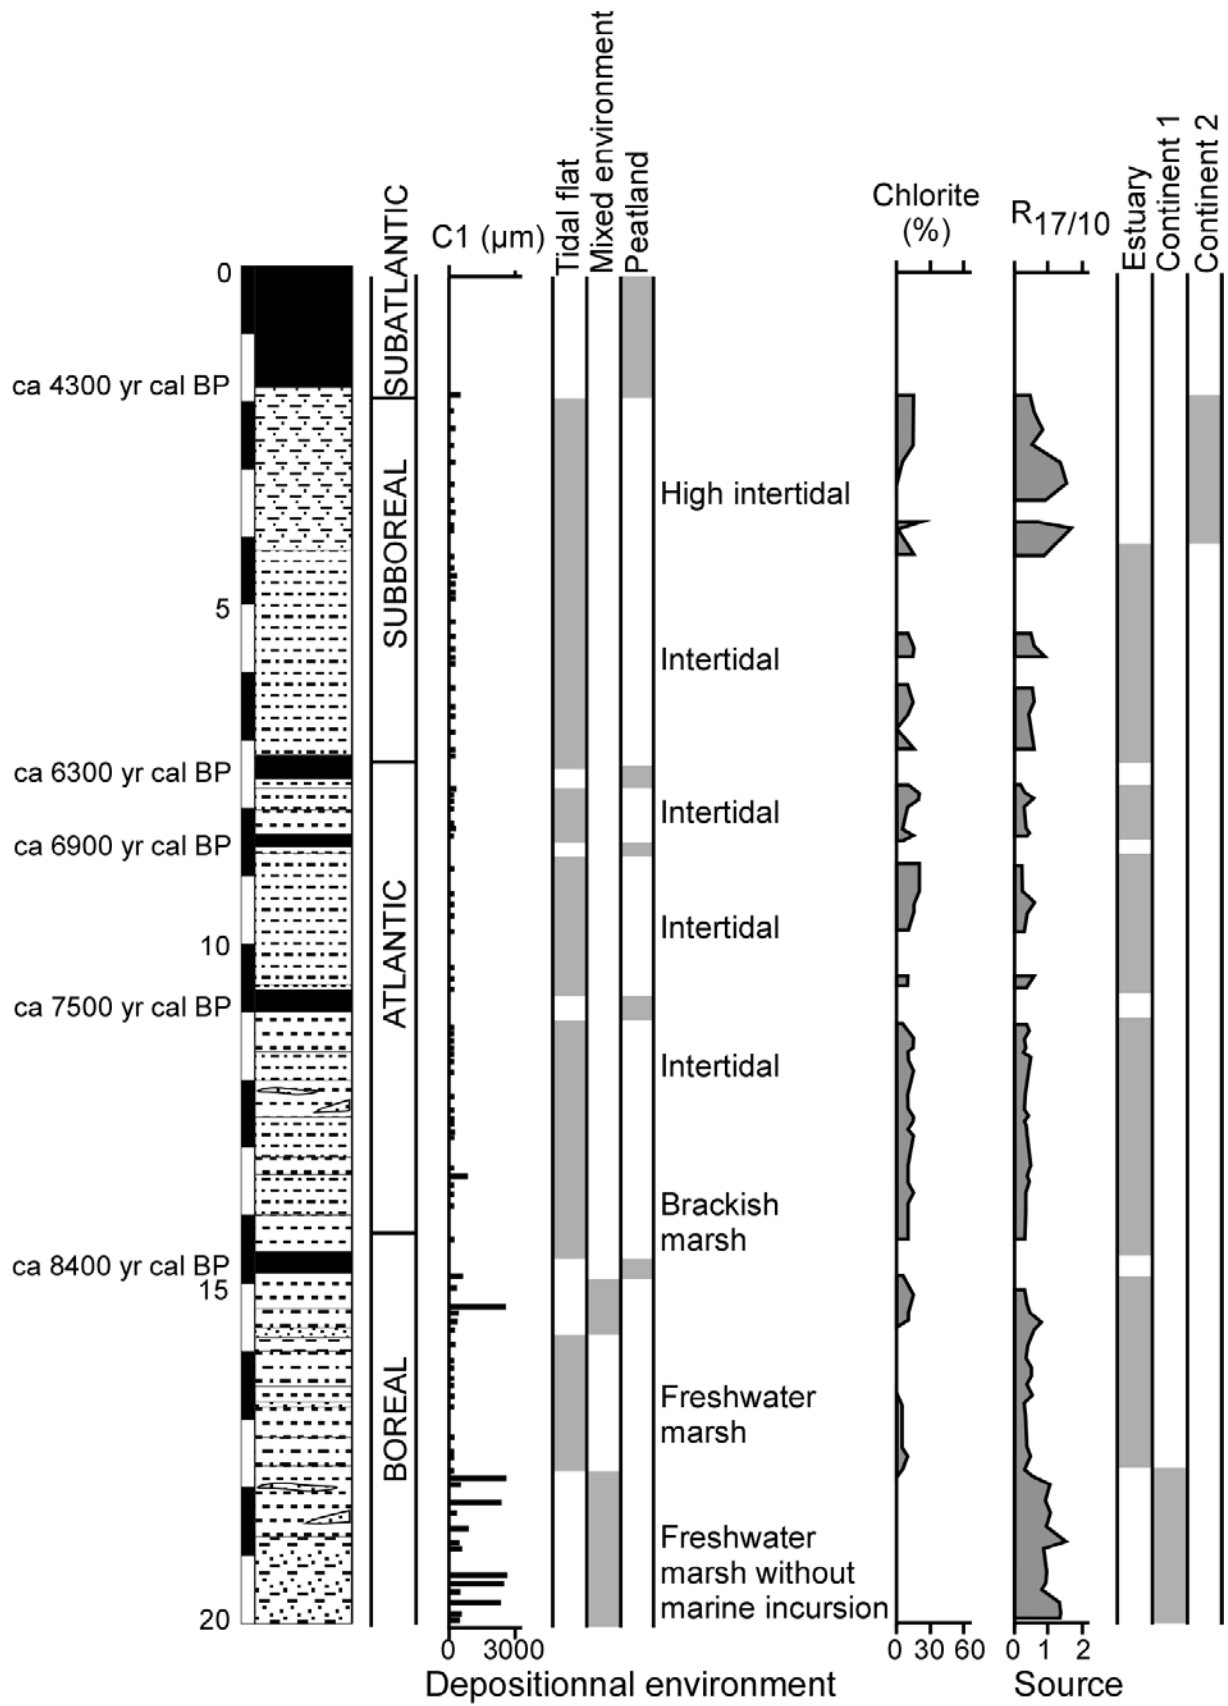 Tidal flat
Mixed environment
Peatland
Estuary
Continent 1
Continent 2
C1 (µm)
Chlorite
(%)
R17/10
0
5
10
15
20
ca 4300 yr cal BP
ca 6300 yr cal BP
ca 6900 yr cal BP
ca 7500 yr cal BP
ca 8400 yr cal BP
SUBATLANTIC
SUBBOREAL
ATLANTIC
BOREAL
High intertidal
Intertidal
Intertidal
Intertidal
Intertidal
Brackish
marsh
Freshwater
marsh
Freshwater
marsh without
marine incursion
0 3000
0 30 60
0 1 2
Depositionnal environment
Source